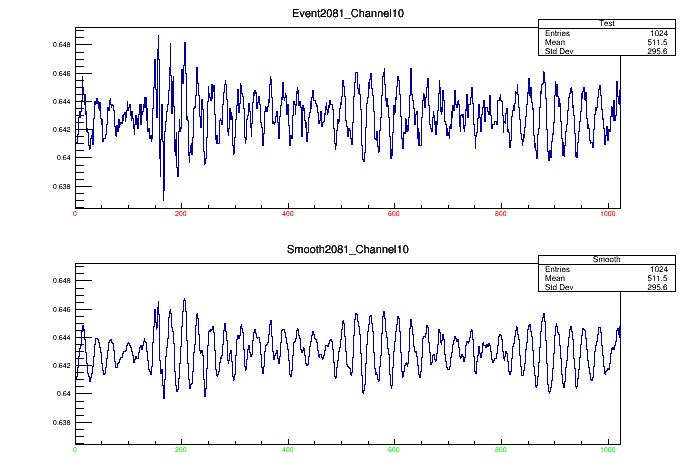 Event2081_Channel10
Test
Entries 1024
Mean 511.5
Std Dev 295.6
0.648
0.646
0.644
0.642
0.64
0.638
0 200 400 600 800 1000
Smooth2081_Channel10
Smooth
Entries 1024
Mean 511.5
Std Dev 295.6
0.648
0.646
0.644
0.642
0.64
0.638
0 200 400 600 800 1000